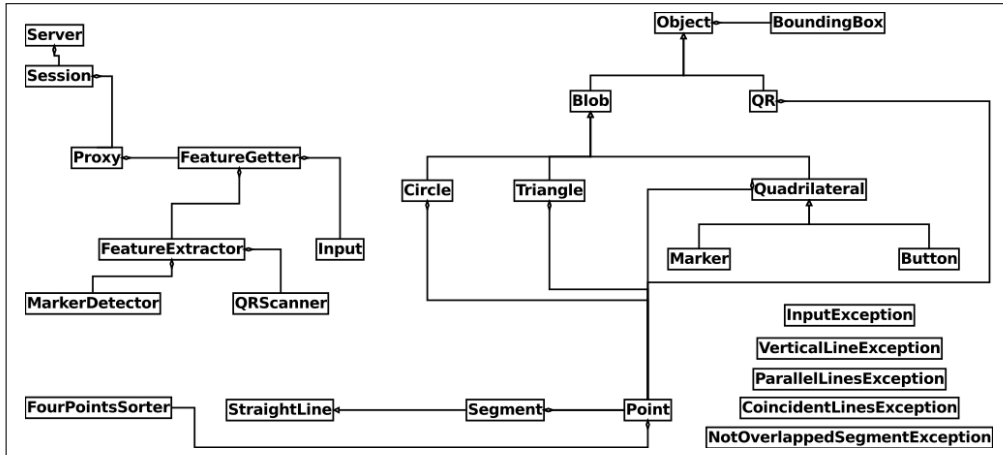 Object
BoundingBox
Server
Session
Blob
QR
Proxy
FeatureGetter
Circle
Triangle
Quadrilateral
FeatureExtractor
Input
Marker
Button
MarkerDetector
QRScanner
InputException
VerticalLineException
ParallelLinesException
FourPointsSorter
StraightLine
Segment
Point
CoincidentLinesException
NotOverlappedSegmentException